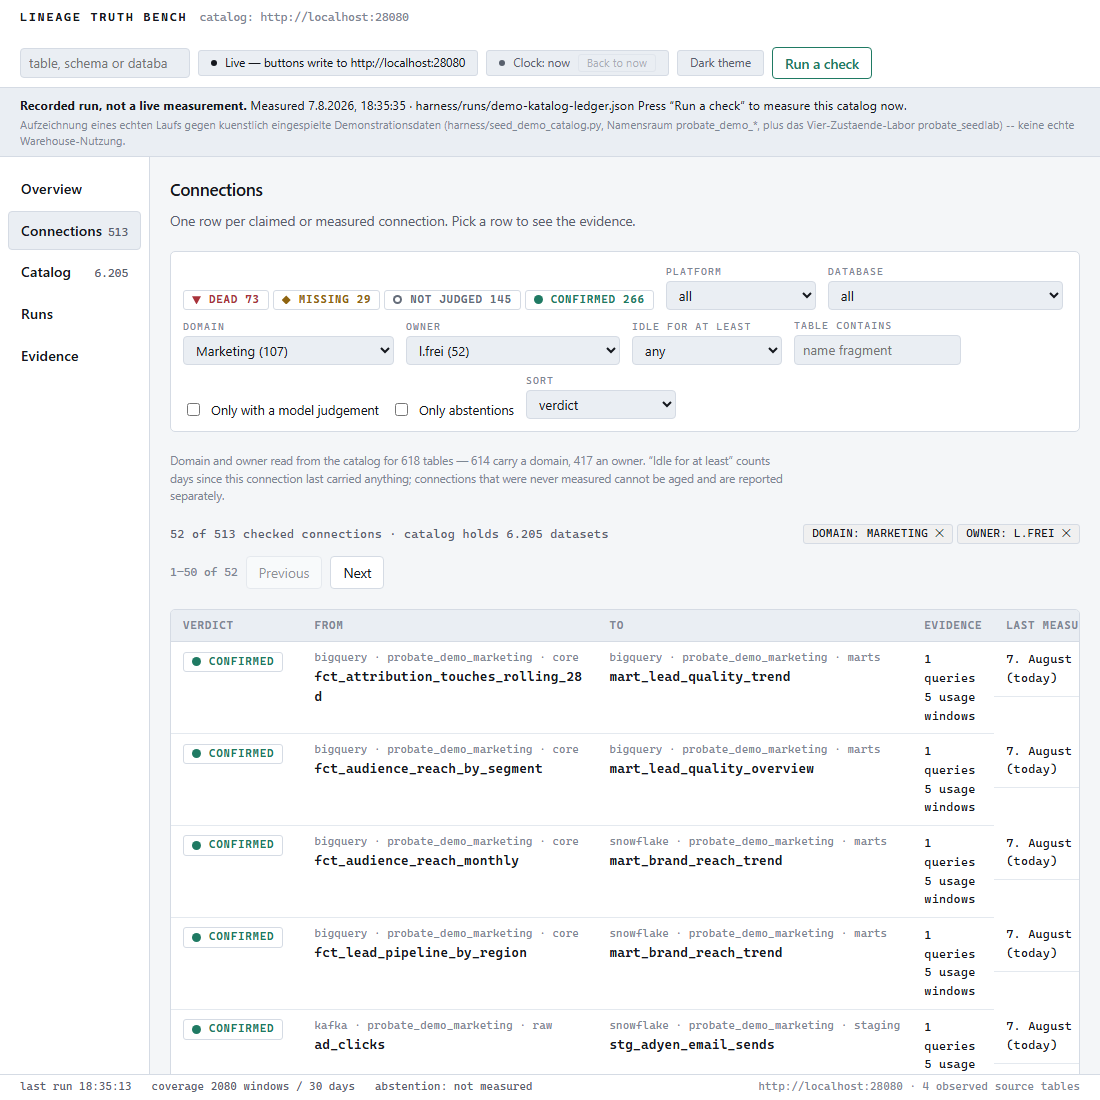 LINEAGE TRUTH BENCH catalog: http://localhost:28080
table, schema or databa
Live — buttons write to http://localhost:28080
Clock: now Back to now
Dark theme
Run a check
Recorded run, not a live measurement. Measured 7.8.2026, 18:35:35 · harness/runs/demo-katalog-ledger.json Press “Run a check” to measure this catalog now.
Aufzeichnung eines echten Laufs gegen kuenstlich eingespielte Demonstrationsdaten (harness/seed_demo_catalog.py, Namensraum probate_demo_*, plus das Vier-Zustaende-Labor probate_seedlab) -- keine echte
Warehouse-Nutzung.
Overview
Connections 513
Catalog 6.205
Runs
Evidence
Connections
One row per claimed or measured connection. Pick a row to see the evidence.
DEAD 73
MISSING 29
NOT JUDGED 145
CONFIRMED 266
PLATFORM
all
DATABASE
all
DOMAIN
Marketing (107)
OWNER
l.frei (52)
IDLE FOR AT LEAST
any
TABLE CONTAINS
name fragment
Only with a model judgement
Only abstentions
SORT
verdict
Domain and owner read from the catalog for 618 tables — 614 carry a domain, 417 an owner. “Idle for at least” counts
days since this connection last carried anything; connections that were never measured cannot be aged and are reported
separately.
52 of 513 checked connections · catalog holds 6.205 datasets
DOMAIN: MARKETING ×
OWNER: L.FREI ×
1–50 of 52 Previous Next
VERDICT FROM TO EVIDENCE LAST MEASU
CONFIRMED
bigquery · probate_demo_marketing · core
fct_attribution_touches_rolling_28
d
bigquery · probate_demo_marketing · marts
mart_lead_quality_trend
1
queries
5 usage
windows
7. August
(today)
CONFIRMED
bigquery · probate_demo_marketing · core
fct_audience_reach_by_segment
bigquery · probate_demo_marketing · marts
mart_lead_quality_overview
1
queries
5 usage
windows
7. August
(today)
CONFIRMED
bigquery · probate_demo_marketing · core
fct_audience_reach_monthly
snowflake · probate_demo_marketing · marts
mart_brand_reach_trend
1
queries
5 usage
windows
7. August
(today)
CONFIRMED
bigquery · probate_demo_marketing · core
fct_lead_pipeline_by_region
snowflake · probate_demo_marketing · marts
mart_brand_reach_trend
1
queries
5 usage
windows
7. August
(today)
CONFIRMED
kafka · probate_demo_marketing · raw
ad_clicks
snowflake · probate_demo_marketing · staging
stg_adyen_email_sends
1
queries
5 usage
7. August
(today)
last run 18:35:13 coverage 2080 windows / 30 days abstention: not measured
http://localhost:28080 · 4 observed source tables